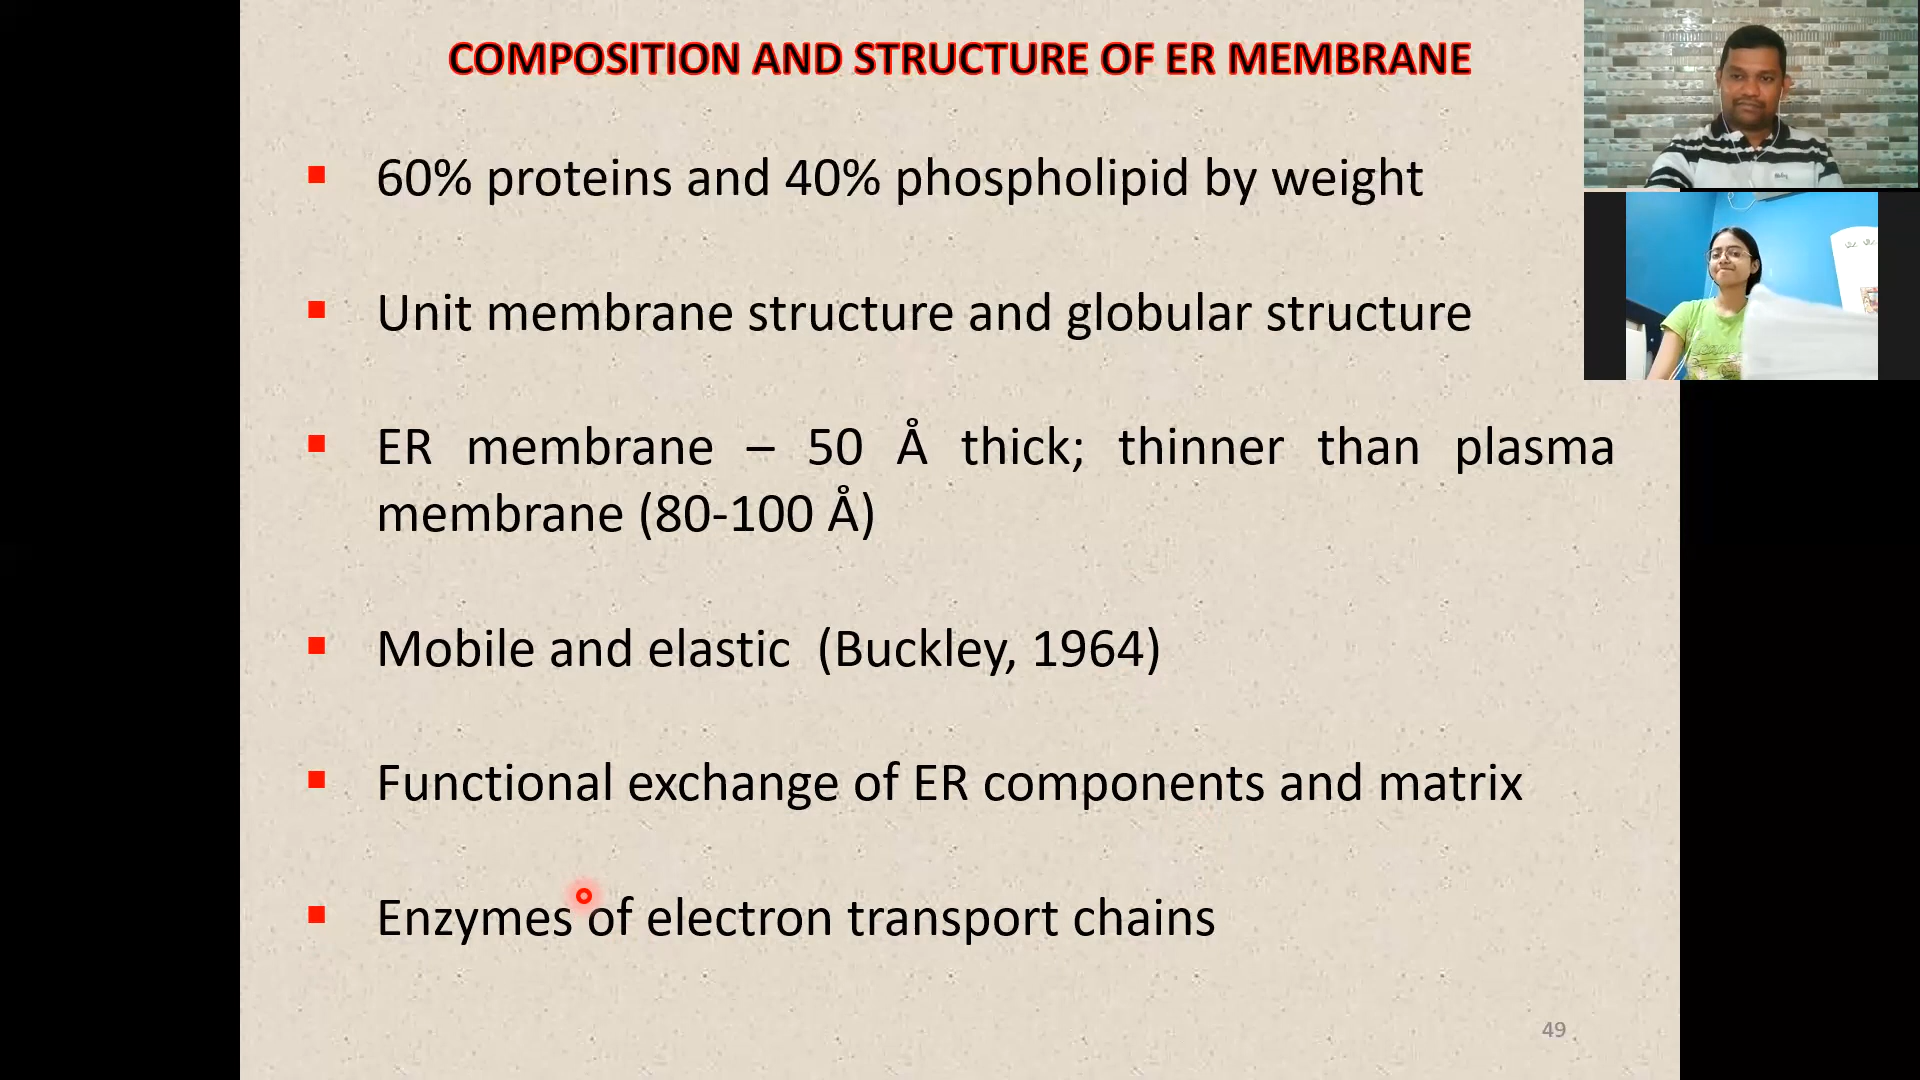 COMPOSITION AND STRUCTURE OF ER MEMBRANE
60% proteins and 40% phospholipid by weight
Unit membrane structure and globular structure
ER membrane – 50 Å thick; thinner than plasma
membrane (80-100 Å)
Mobile and elastic (Buckley, 1964)
Functional exchange of ER components and matrix
Enzymes of electron transport chains
49